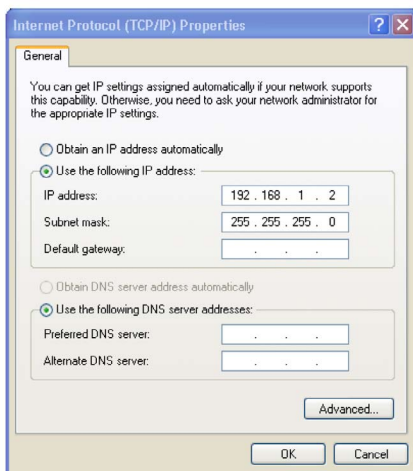 Internet Protocol (TCP/IP) Properties
General
You can get IP settings assigned automatically if your network supports
this capability. Otherwise, you need to ask your network administrator for
the appropriate IP settings.
Obtain an IP address automatically
Use the following IP address:
IP address: 192 . 168 . 1 . 2
Subnet mask: 255 . 255 . 255 . 0
Default gateway: . . .
Obtain DNS server address automatically
Use the following DNS server addresses:
Preferred DNS server: . . .
Alternate DNS server: . . .
Advanced...
OK Cancel